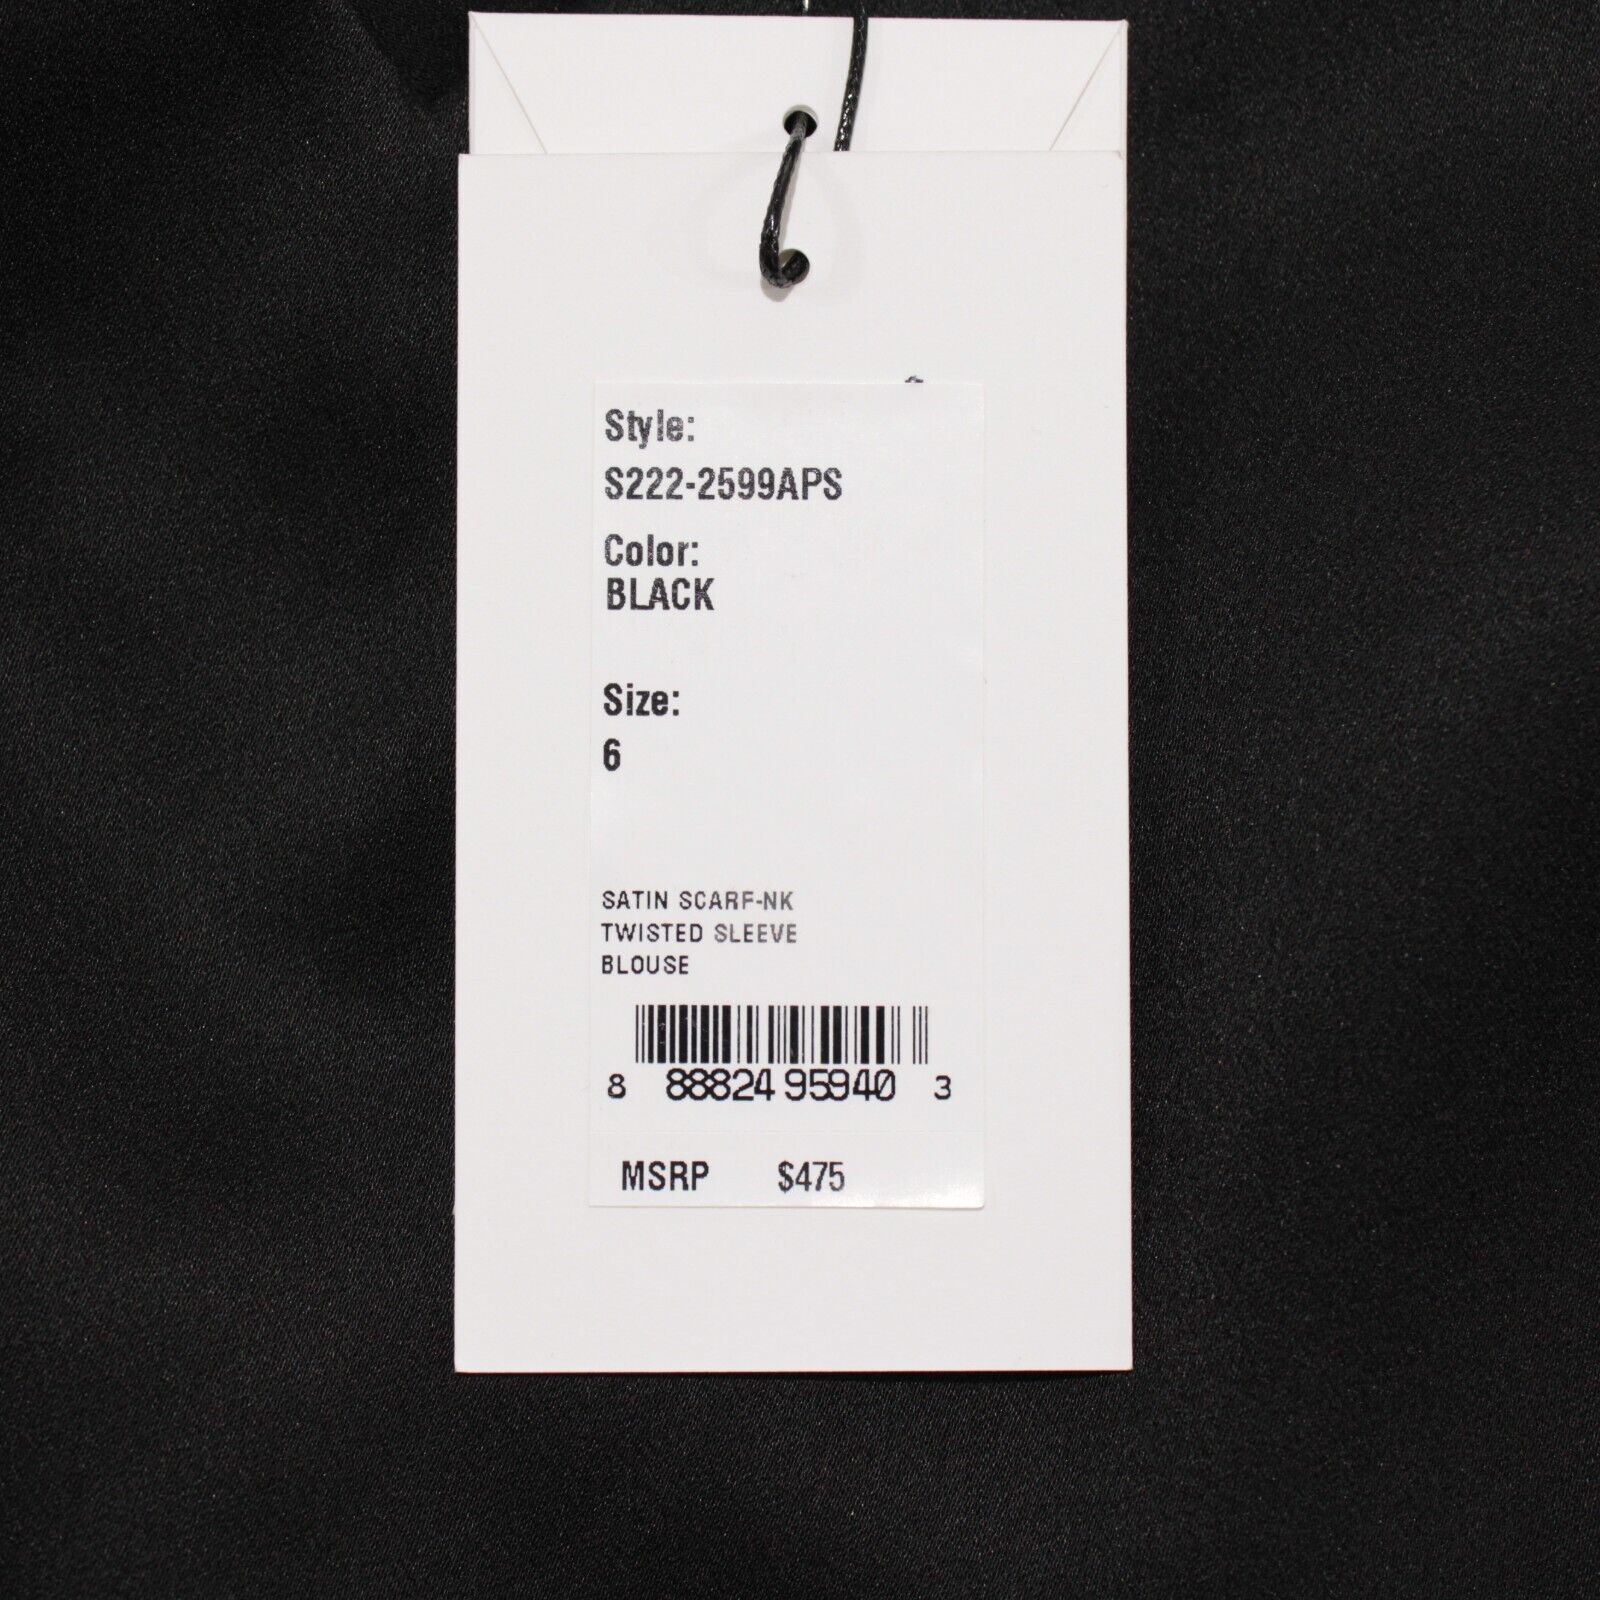 Style:
S222-2599APS
Color:
BLACK
Size:
6
SATIN SCARF-NK
TWISTED SLEEVE
BLOUSE
8 88824 95940 3
MSRP $475